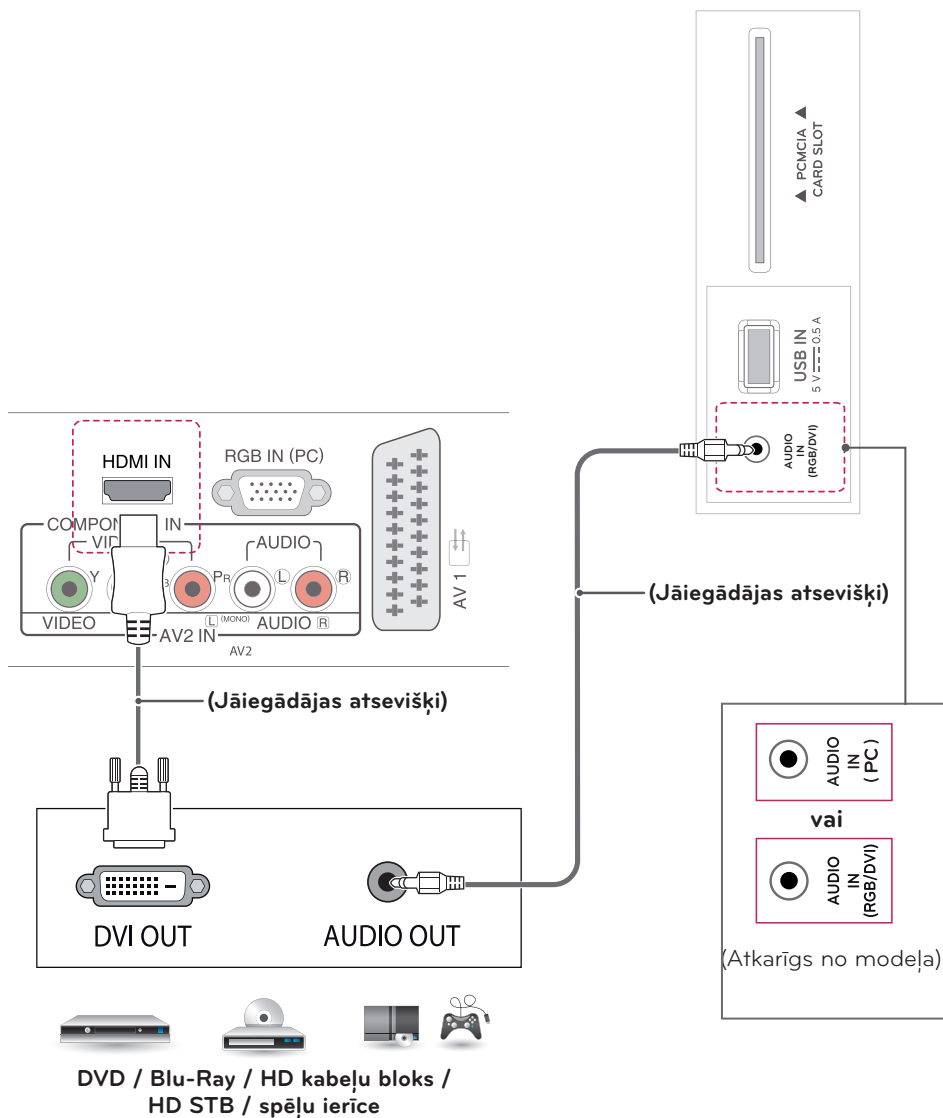 ▲ PCMCIA ▲
CARD SLOT
USB IN
5 V 0.5 A
AUDIO
IN
(RGB/DVI)
HDMI IN
RGB IN (PC)
COMPON IN
VID
AUDIO
Y
B
PR
L
R
VIDEO
L (MONO) AUDIO R
AV2 IN
AV2
AV 1
(Jāiegādājas atsevišķi)
(Jāiegādājas atsevišķi)
DVI OUT
AUDIO OUT
AUDIO
IN
(PC)
vai
AUDIO
IN
(RGB/DVI)
(Atkarīgs no modeļa)
DVD / Blu-Ray / HD kabeļu bloks /
HD STB / spēļu ierīce